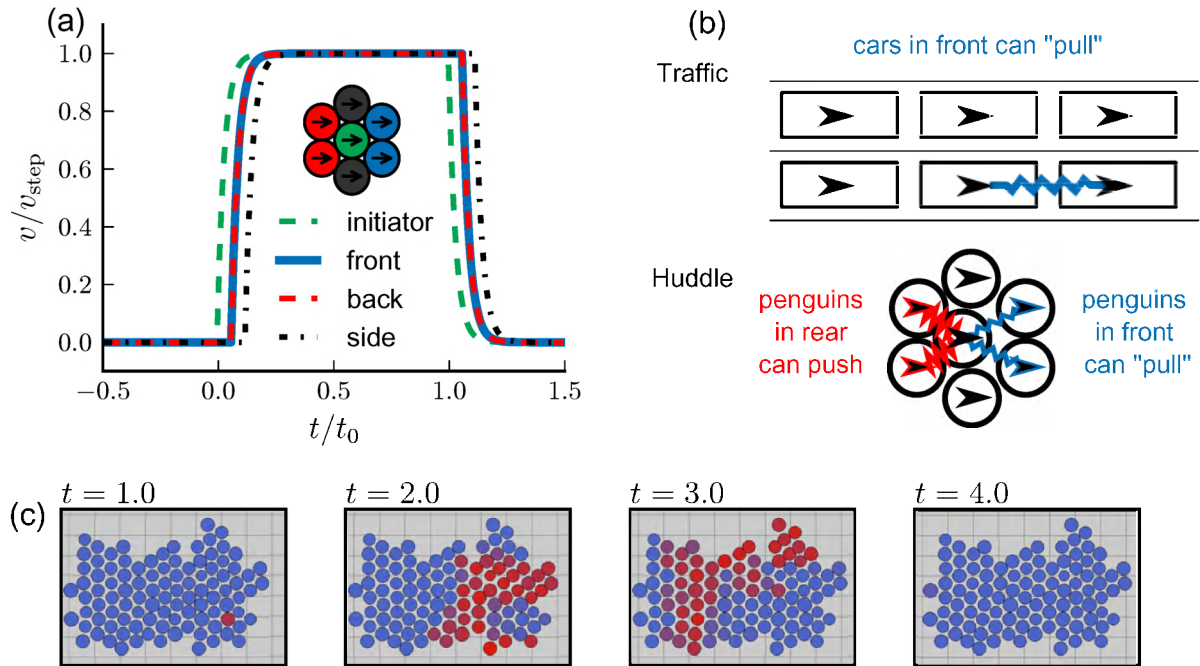 (a)
1.0
0.8
0.6
0.4
0.2
0.0
v/v_step
−0.5
0.0
0.5
1.0
1.5
t/t_0
initiator
front
back
side
(b)
cars in front can "pull"
Traffic
Huddle
penguins
in rear
can push
penguins
in front
can "pull"
(c)
t = 1.0
t = 2.0
t = 3.0
t = 4.0